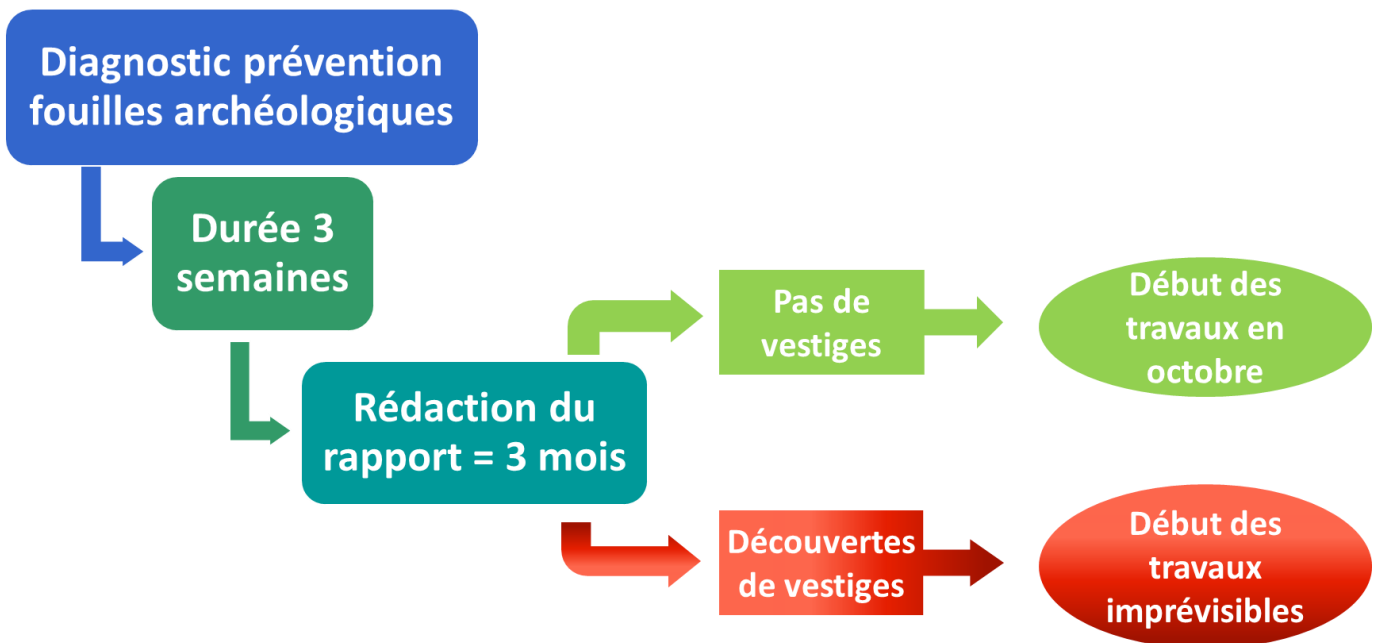 Diagnostic prévention
fouilles archéologiques
Durée 3
semaines
Rédaction du
rapport = 3 mois
Pas de
vestiges
Début des
travaux en
octobre
Découvertes
de vestiges
Début des
travaux
imprévisibles